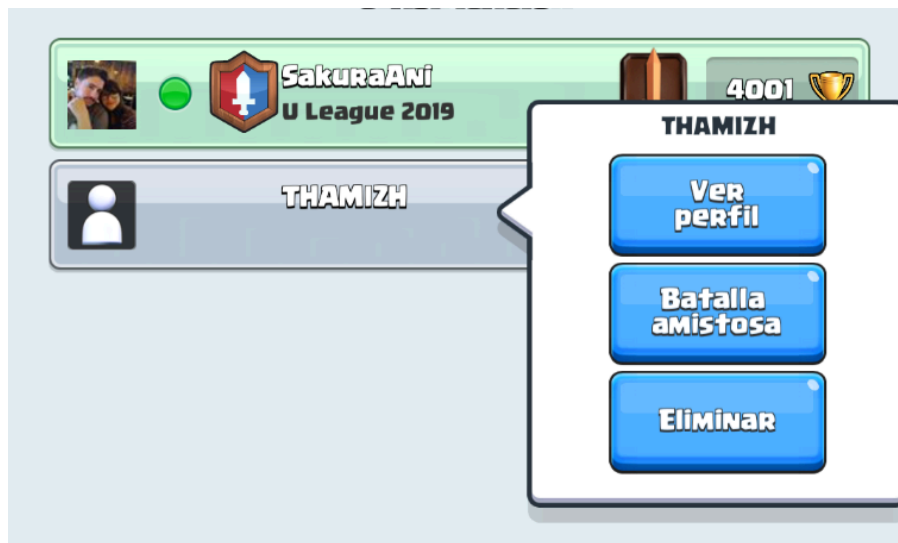 SakuraAni
U League 2019
4001
THAMIZH
THAMIZH
Ver
perfil
Batalla
amistosa
Eliminar